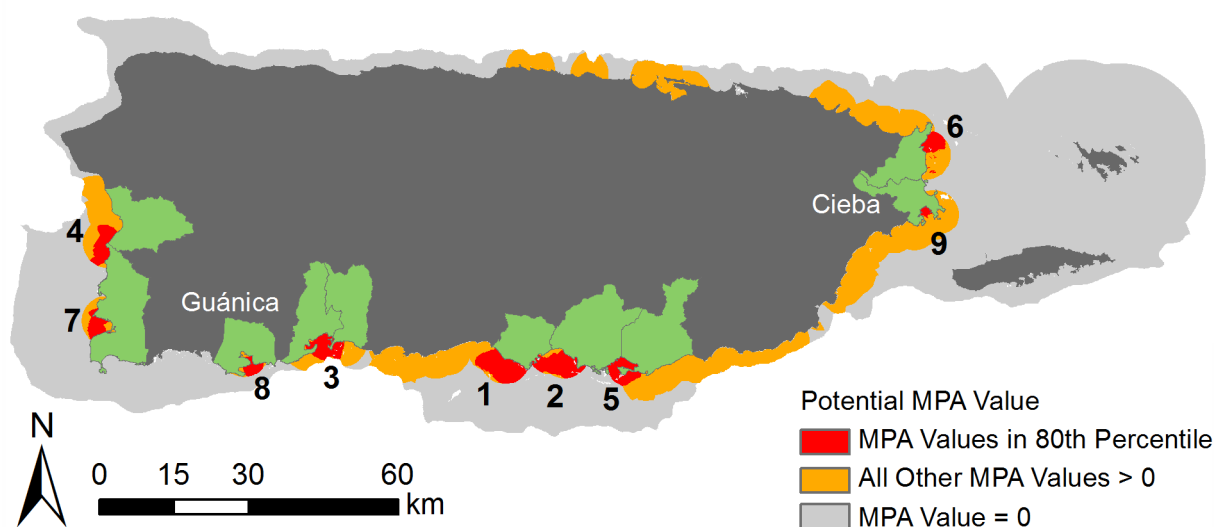 6
Cieba
4
9
Guánica
7
8
3
1
2
5
Potential MPA Value
MPA Values in 80th Percentile
All Other MPA Values > 0
MPA Value = 0
N
0 15 30 60
km